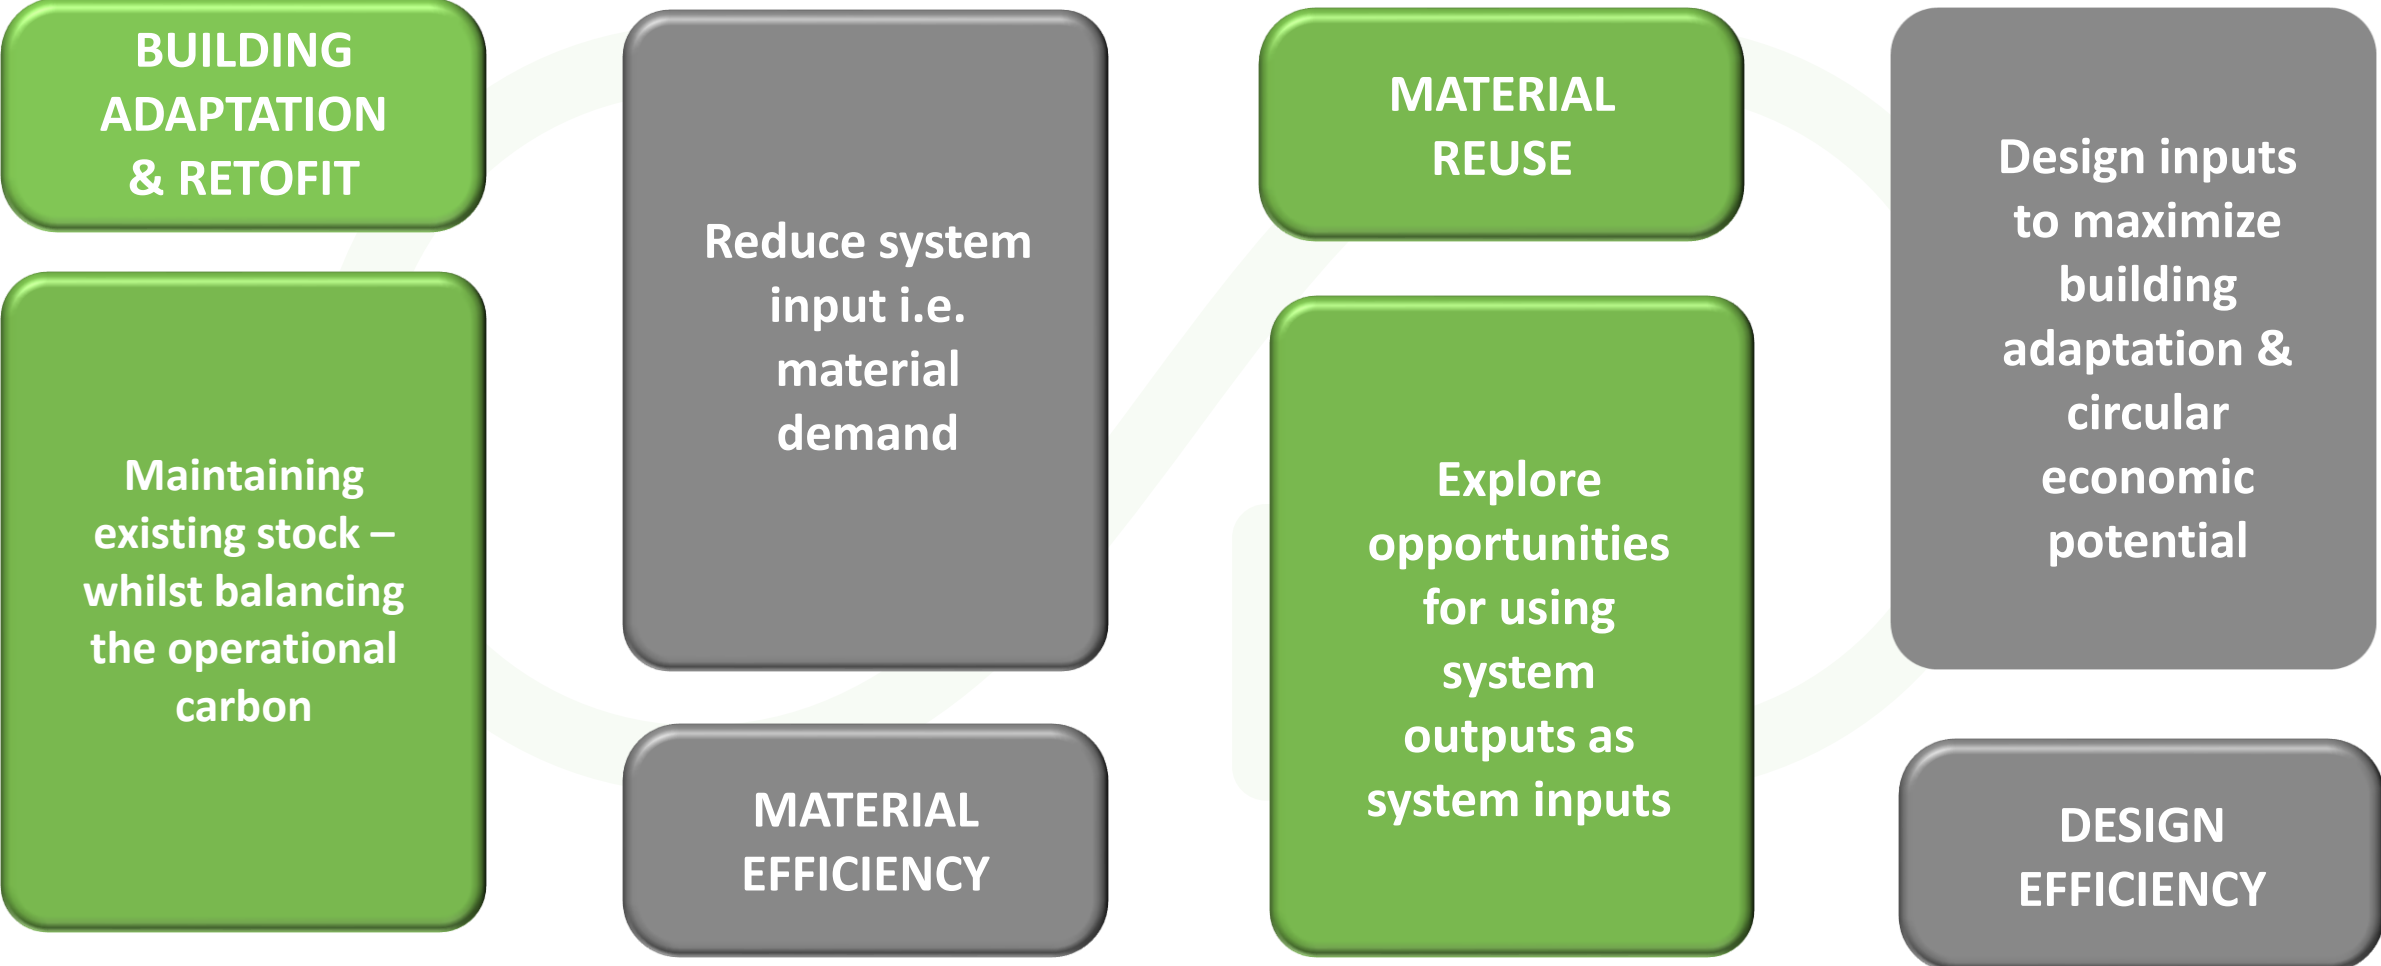 BUILDING
ADAPTATION
& RETOFIT
Maintaining
existing stock –
whilst balancing
the operational
carbon
Reduce system
input i.e.
material
demand
MATERIAL
EFFICIENCY
MATERIAL
REUSE
Explore
opportunities
for using
system
outputs as
system inputs
Design inputs
to maximize
building
adaptation &
circular
economic
potential
DESIGN
EFFICIENCY